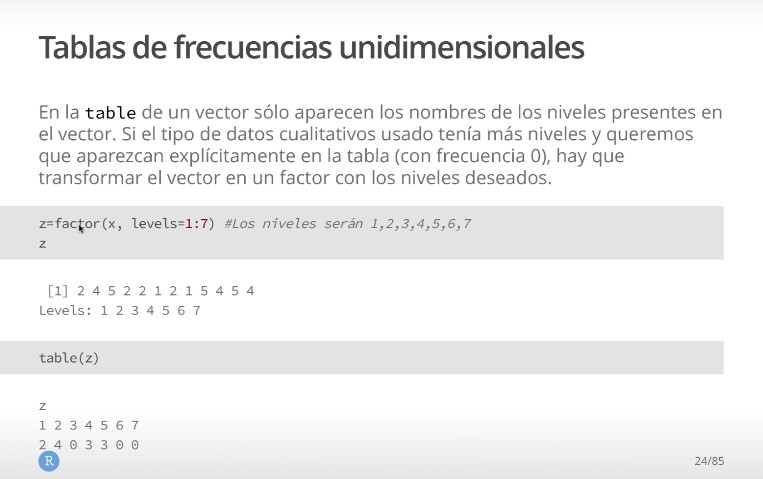 Tablas de frecuencias unidimensionales
En la table de un vector sólo aparecen los nombres de los niveles presentes en
el vector. Si el tipo de datos cualitativos usado tenía más niveles y queremos
que aparezcan explícitamente en la tabla (con frecuencia 0), hay que
transformar el vector en un factor con los niveles deseados.
z=factor(x, levels=1:7) #Los niveles serán 1,2,3,4,5,6,7
z
[1] 2 4 5 2 2 1 2 1 5 4 5 4
Levels: 1 2 3 4 5 6 7
table(z)
z
1 2 3 4 5 6 7
2 4 0 3 3 0 0
R
24/85